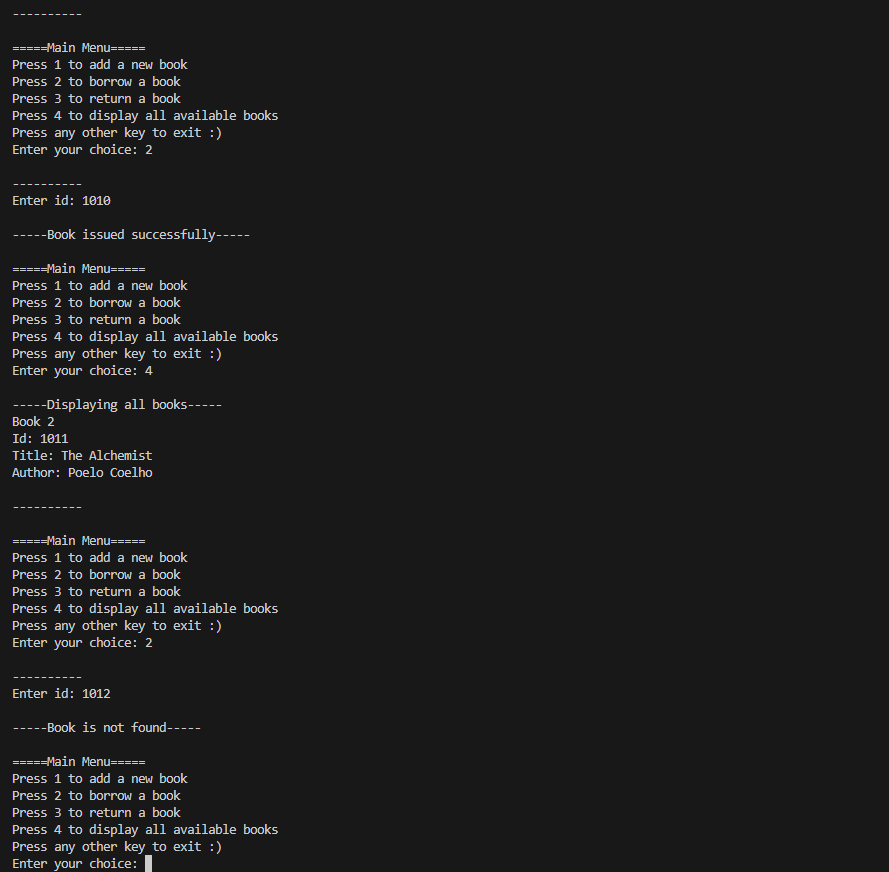 ----------
=====Main Menu=====
Press 1 to add a new book
Press 2 to borrow a book
Press 3 to return a book
Press 4 to display all available books
Press any other key to exit :)
Enter your choice: 2
----------
Enter id: 1010
-----Book issued successfully-----
=====Main Menu=====
Press 1 to add a new book
Press 2 to borrow a book
Press 3 to return a book
Press 4 to display all available books
Press any other key to exit :)
Enter your choice: 4
-----Displaying all books-----
Book 2
Id: 1011
Title: The Alchemist
Author: Poelo Coelho
----------
=====Main Menu=====
Press 1 to add a new book
Press 2 to borrow a book
Press 3 to return a book
Press 4 to display all available books
Press any other key to exit :)
Enter your choice: 2
----------
Enter id: 1012
-----Book is not found-----
=====Main Menu=====
Press 1 to add a new book
Press 2 to borrow a book
Press 3 to return a book
Press 4 to display all available books
Press any other key to exit :)
Enter your choice: